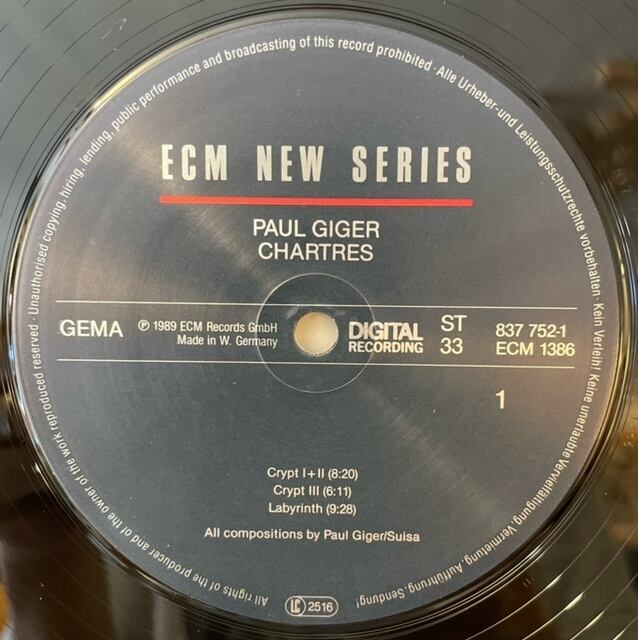 All rights of the producer and of the owner of the work reproduced reserved · Unauthorised copying, hiring, lending, public performance and broadcasting of this record prohibited · Alle Urheber-und Leistungsschutzrechte vorbehalten · Kein Verleih! Keine unerlaubte Vervielfältigung, Vermietung, Aufführung, Sendung!
ECM NEW SERIES
PAUL GIGER
CHARTRES
GEMA
℗ 1989 ECM Records GmbH
Made in W. Germany
DIGITAL
RECORDING
ST
33
837 752-1
ECM 1386
1
Crypt I+II (8:20)
Crypt III (6:11)
Labyrinth (9:28)
All compositions by Paul Giger/Suisa
LC 2516